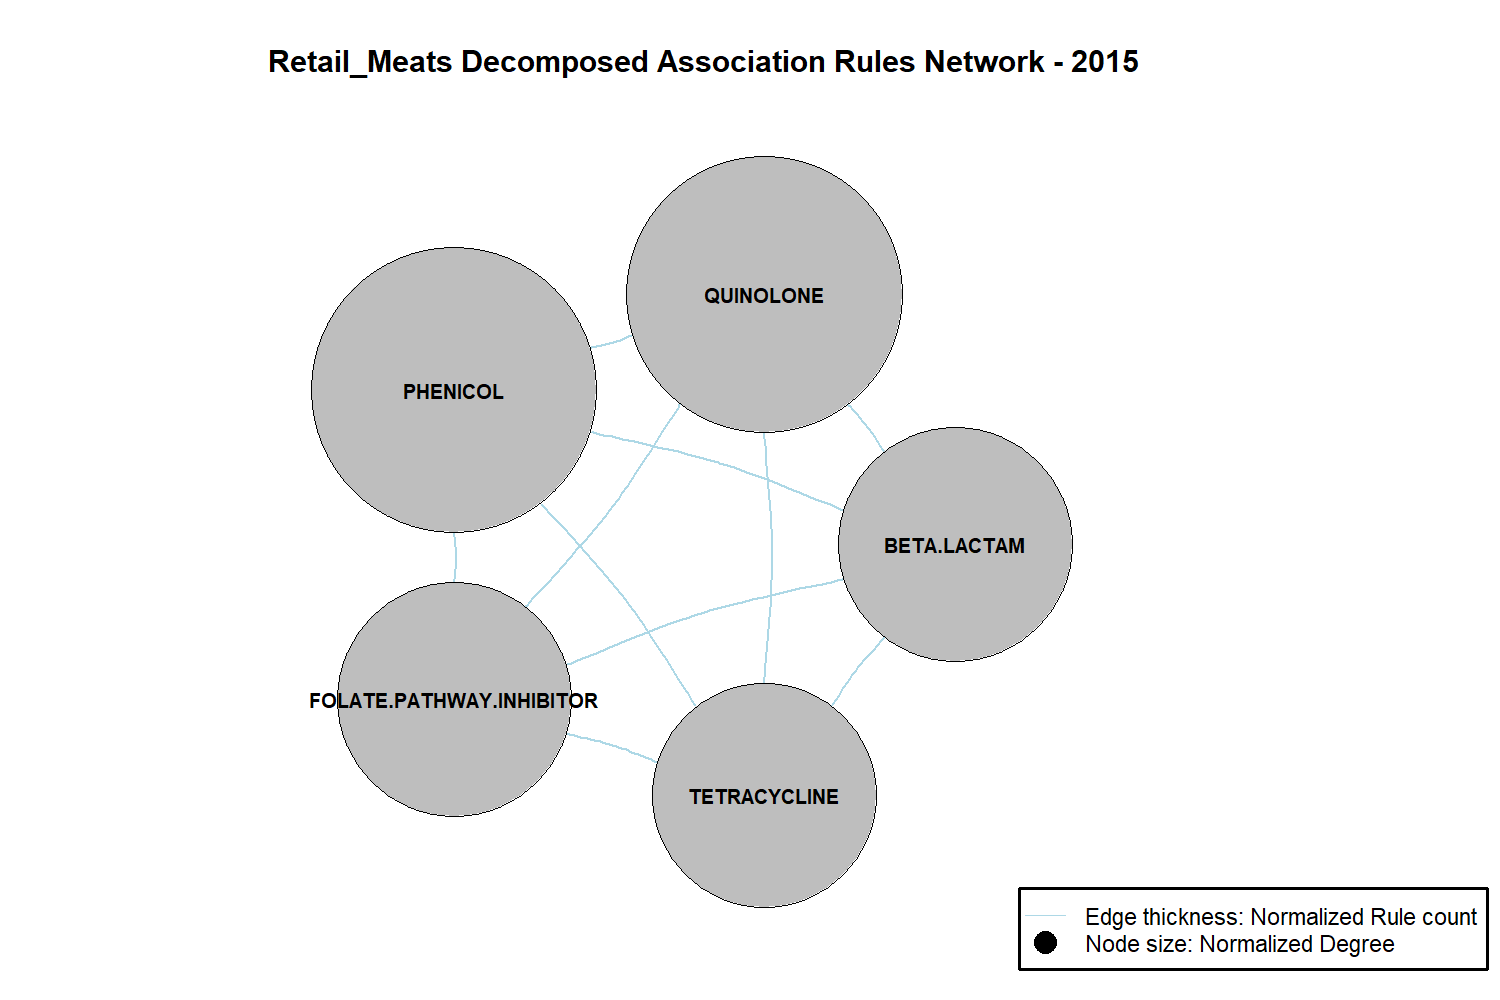 Retail_Meats Decomposed Association Rules Network - 2015
QUINOLONE
PHENICOL
BETA.LACTAM
FOLATE.PATHWAY.INHIBITOR
TETRACYCLINE
Edge thickness: Normalized Rule count
Node size: Normalized Degree